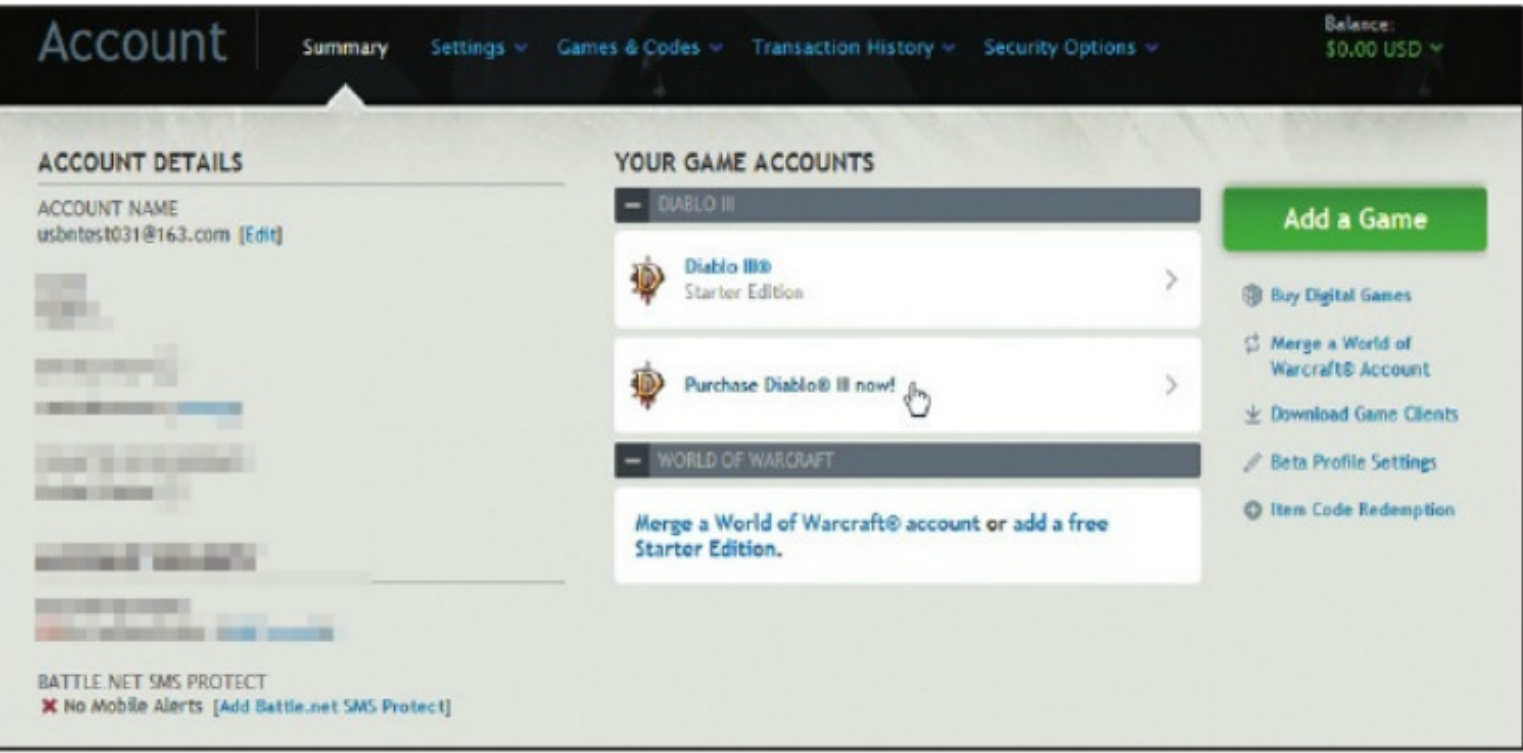 Account
Summary
Settings
Games & Codes
Transaction History
Security Options
Balance:
$0.00 USD
ACCOUNT DETAILS
ACCOUNT NAME
usbntest031@163.com [Edit]
BATTLE.NET SMS PROTECT
No Mobile Alerts [Add Battle.net SMS Protect]
YOUR GAME ACCOUNTS
DIABLO III
Diablo III®
Starter Edition
Purchase Diablo® III now!
WORLD OF WARCRAFT
Merge a World of Warcraft® account or add a free
Starter Edition.
Add a Game
Buy Digital Games
Merge a World of
Warcraft® Account
Download Game Clients
Beta Profile Settings
Item Code Redemption